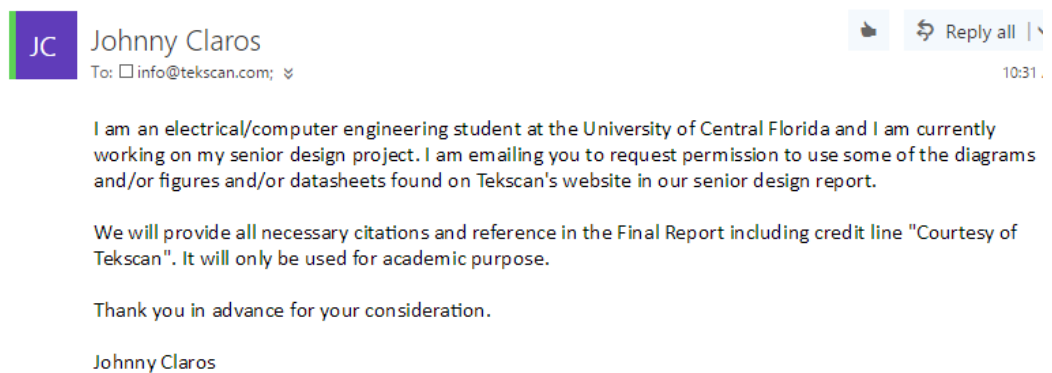 JC
Johnny Claros
Reply all
To: info@tekscan.com;
10:31
I am an electrical/computer engineering student at the University of Central Florida and I am currently
working on my senior design project. I am emailing you to request permission to use some of the diagrams
and/or figures and/or datasheets found on Tekscan's website in our senior design report.
We will provide all necessary citations and reference in the Final Report including credit line "Courtesy of
Tekscan". It will only be used for academic purpose.
Thank you in advance for your consideration.
Johnny Claros